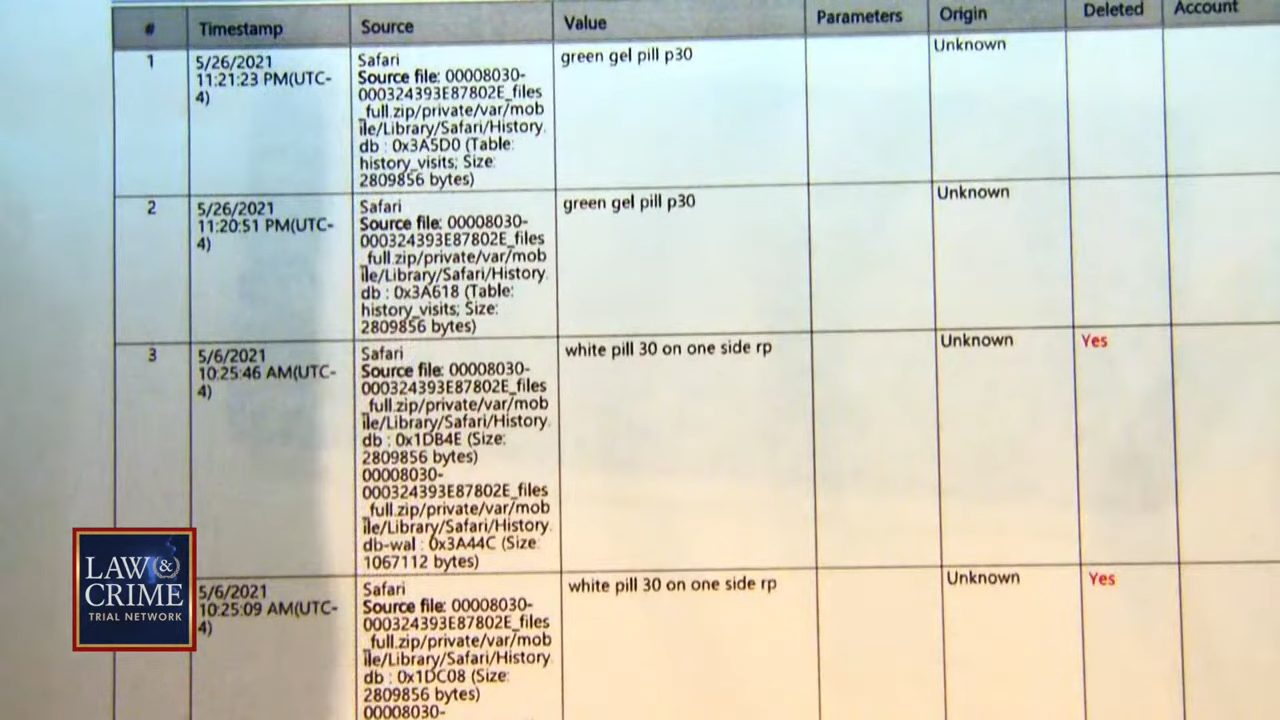 # Timestamp Source Value Parameters Origin Deleted Account
1 5/26/2021 Safari green gel pill p30 Unknown
11:21:23 PM(UTC- Source file: 00008030-
4) 000324393E87802E_files
_full.zip/private/var/mob
ile/Library/Safari/History.
db : 0x3A5D0 (Table:
history_visits; Size:
2809856 bytes)
2 5/26/2021 Safari green gel pill p30 Unknown
11:20:51 PM(UTC- Source file: 00008030-
4) 000324393E87802E_files
_full.zip/private/var/mob
ile/Library/Safari/History.
db : 0x3A618 (Table:
history_visits; Size:
2809856 bytes)
3 5/6/2021 Safari white pill 30 on one side rp Unknown Yes
10:25:46 AM(UTC- Source file: 00008030-
4) 000324393E87802E_files
_full.zip/private/var/mob
ile/Library/Safari/History.
db : 0x1DB4E (Size:
2809856 bytes)
00008030-
000324393E87802E_files
_full.zip/private/var/mob
ile/Library/Safari/History.
db-wal : 0x3A44C (Size:
1067112 bytes)
5/6/2021 Safari white pill 30 on one side rp Unknown Yes
10:25:09 AM(UTC- Source file: 00008030-
4) 000324393E87802E_files
_full.zip/private/var/mob
ile/Library/Safari/History.
db : 0x1DC08 (Size:
2809856 bytes)
00008030-
LAW &
CRIME
TRIAL NETWORK